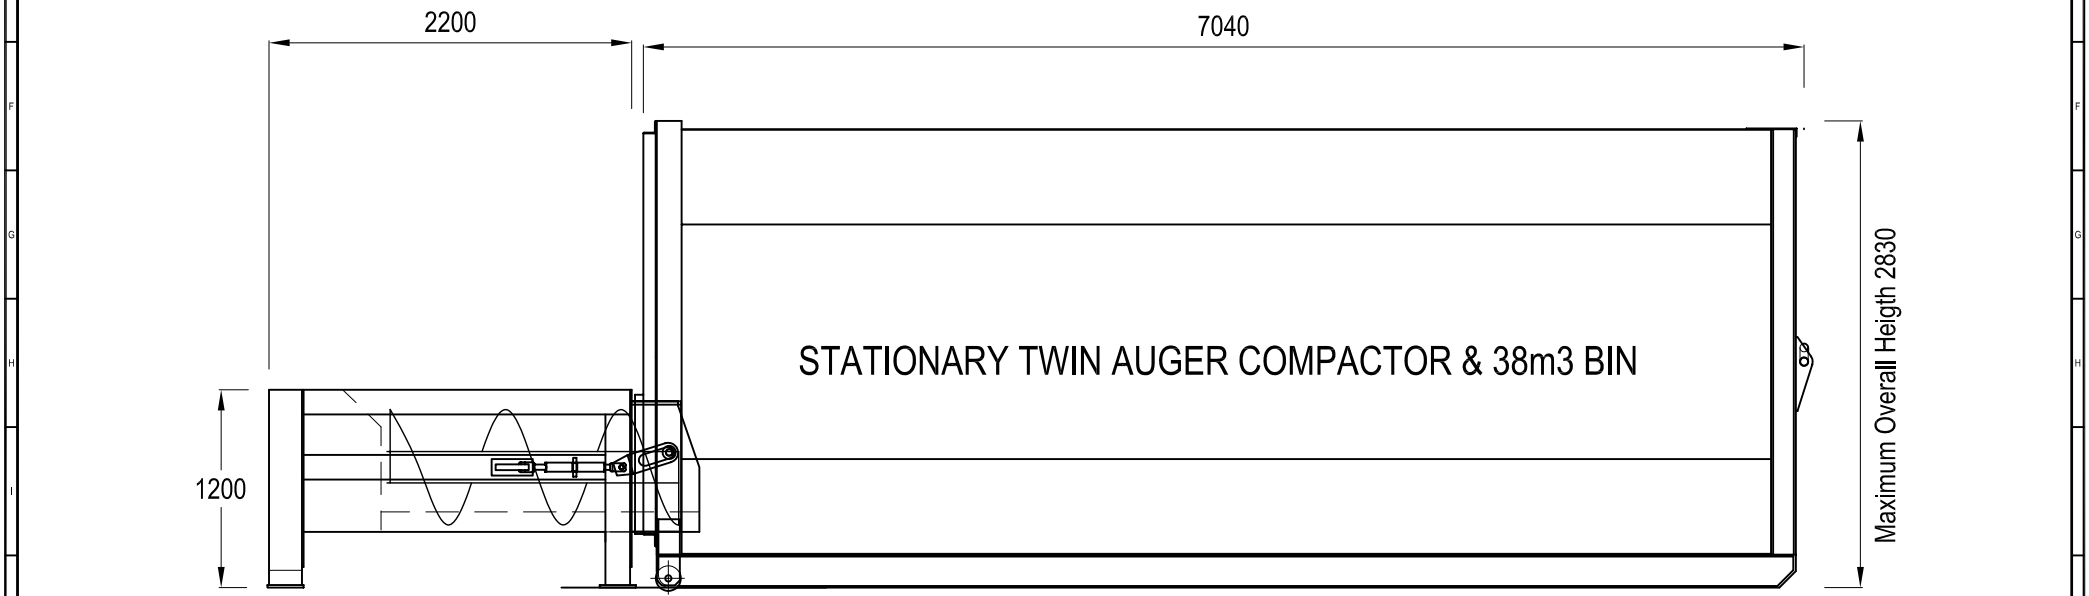 2200
7040
F
F
G
G
STATIONARY TWIN AUGER COMPACTOR & 38m3 BIN
Maximum Overall Heigth 2830
H
H
1200
I
I